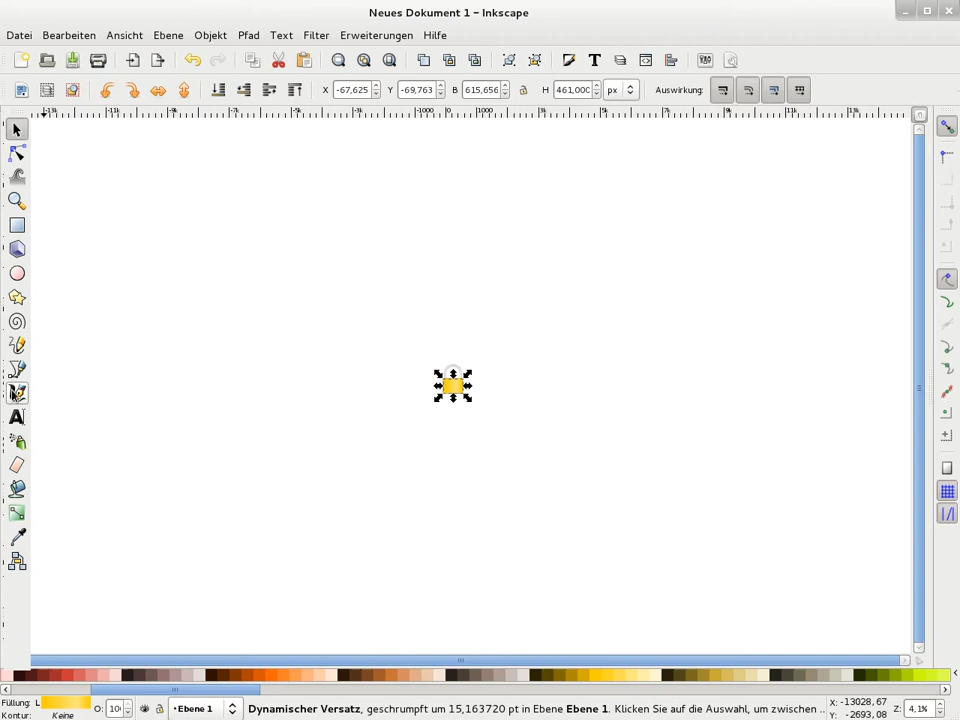 Neues Dokument 1 - Inkscape
Datei Bearbeiten Ansicht Ebene Objekt Pfad Text Filter Erweiterungen Hilfe
X -67,625 Y -69,763 B 615,656 H 461,000 px Auswirkung:
Füllung: L O: 10 •Ebene 1 Dynamischer Versatz, geschrumpft um 15,163720 pt in Ebene Ebene 1. Klicken Sie auf die Auswahl, um zwischen .. X: -13028,67 Z: 4,1%
Kontur: Keine Y: -2693,08